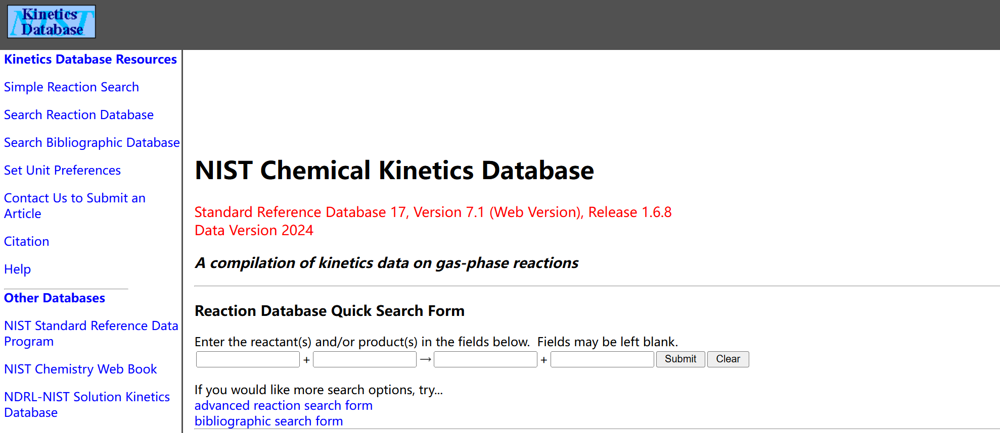 NIST
Kinetics
Database
Kinetics Database Resources
Simple Reaction Search
Search Reaction Database
Search Bibliographic Database
Set Unit Preferences
Contact Us to Submit an
Article
Citation
Help
Other Databases
NIST Standard Reference Data
Program
NIST Chemistry Web Book
NDRL-NIST Solution Kinetics
Database
NIST Chemical Kinetics Database
Standard Reference Database 17, Version 7.1 (Web Version), Release 1.6.8
Data Version 2024
A compilation of kinetics data on gas-phase reactions
Reaction Database Quick Search Form
Enter the reactant(s) and/or product(s) in the fields below.  Fields may be left blank.
+ → + Submit Clear
If you would like more search options, try...
advanced reaction search form
bibliographic search form